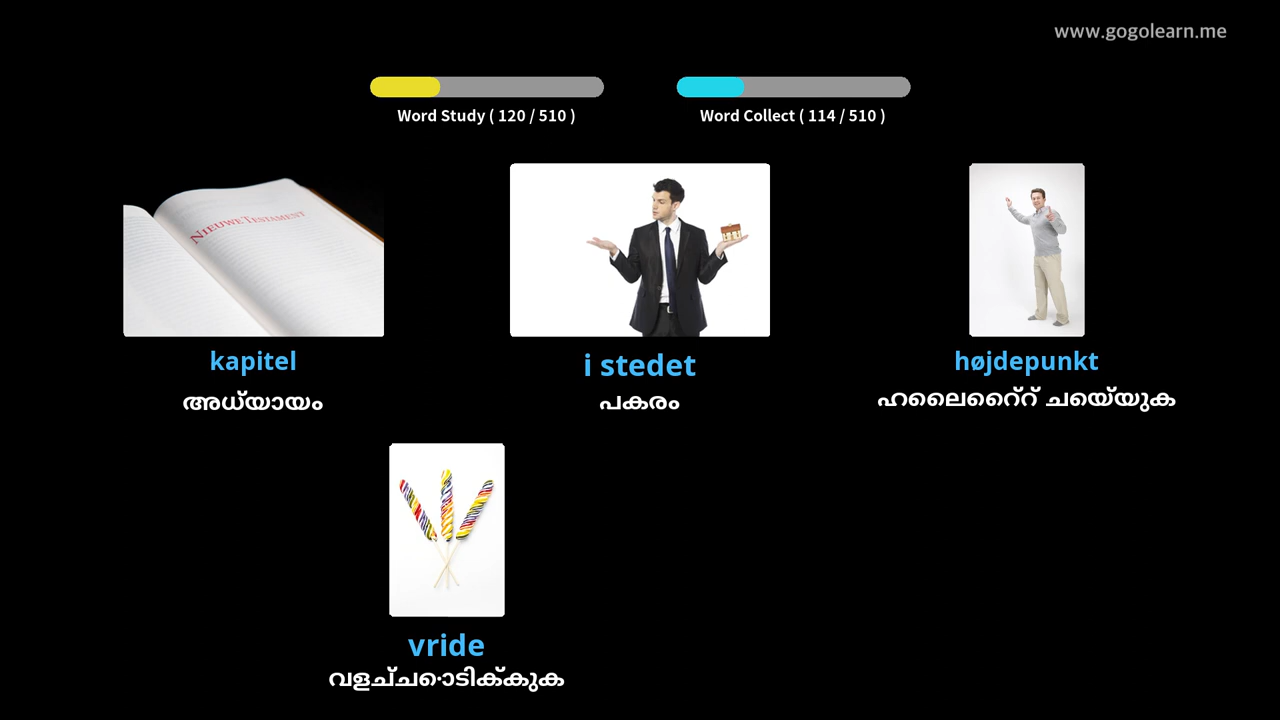 www.gogolearn.me
Word Study ( 120 / 510 )
Word Collect ( 114 / 510 )
NIEUWE TESTAMENT
kapitel
i stedet
højdepunkt
അധ്യായം
പകരം
ഹൈലൈറ്റ് ചെയ്യുക
vride
വളച്ചൊടിക്കുക